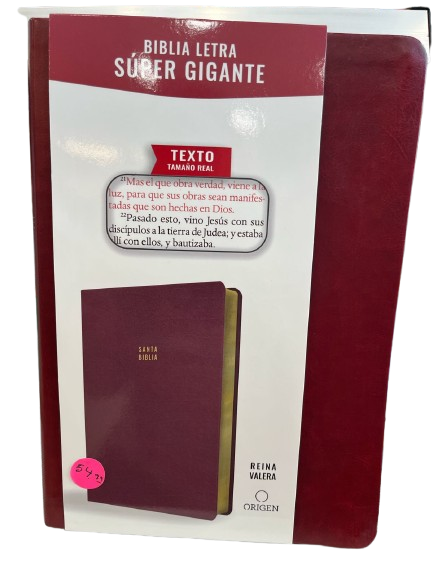 BIBLIA LETRA
SÚPER GIGANTE
TEXTO
TAMAÑO REAL
21Mas el que obra verdad, viene a la
luz, para que sus obras sean manifes-
tadas que son hechas en Dios.
22Pasado esto, vino Jesús con sus
discípulos a la tierra de Judea; y estaba
allí con ellos, y bautizaba.
SANTA
BIBLIA
54.99
REINA
VALERA
ORIGEN